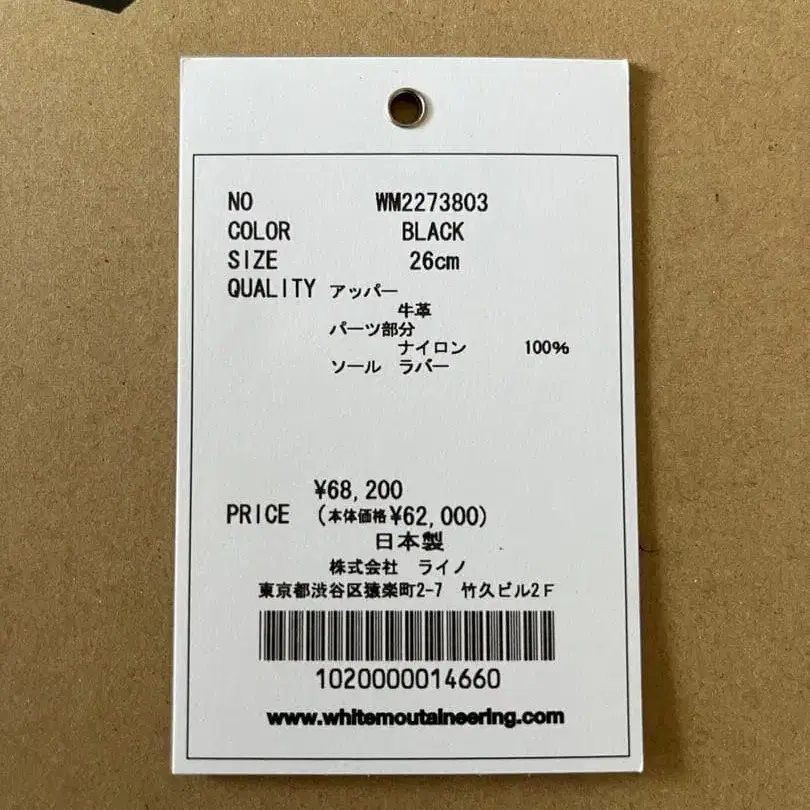 NO WM2273803
COLOR BLACK
SIZE 26cm
QUALITY アッパー
牛革
パーツ部分
ナイロン 100%
ソール ラバー
¥68,200
PRICE (本体価格¥62,000)
日本製
株式会社 ライノ
東京都渋谷区猿楽町2-7 竹久ビル2F
1020000014660
www.whitemoutaineering.com